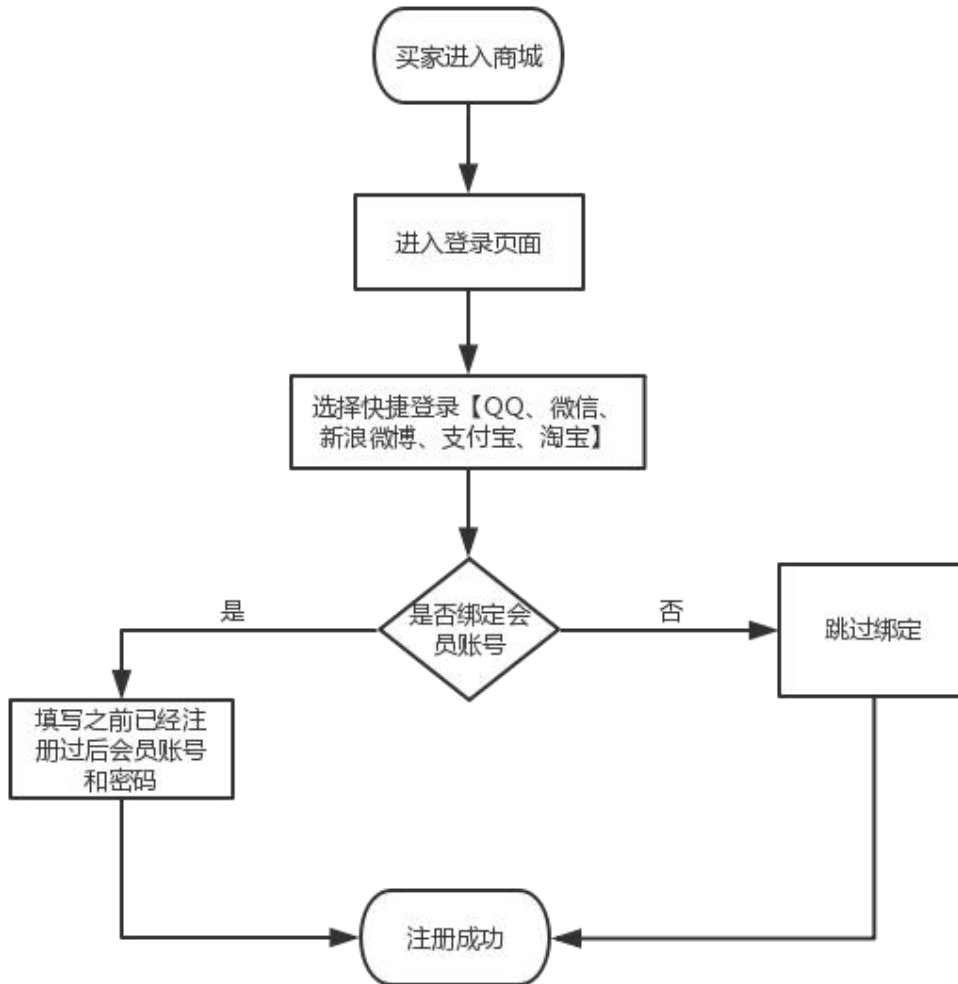 买家进入商城
进入登录页面
选择快捷登录【QQ、微信、
新浪微博、支付宝、淘宝】
是
是否绑定会
员账号
否
跳过绑定
填写之前已经注
册过后会员账号
和密码
注册成功